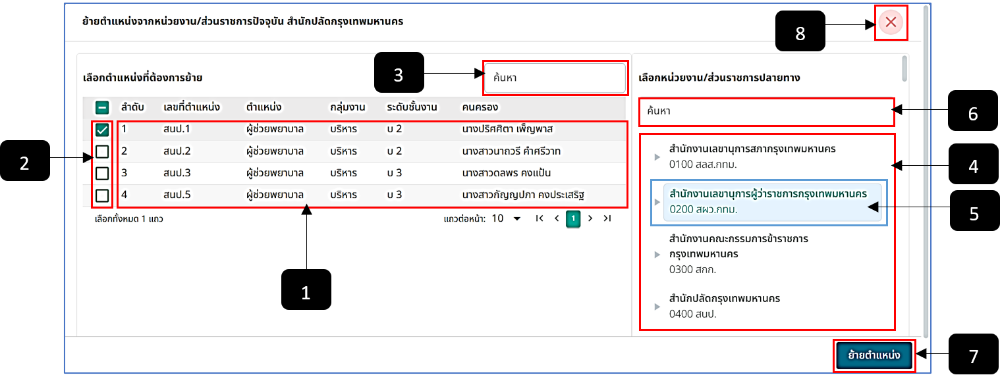 ย้ายตำแหน่งจากหน่วยงาน/ส่วนราชการปัจจุบัน สำนักปลัดกรุงเทพมหานคร
8
เลือกตำแหน่งที่ต้องการย้าย
3
ค้นหา
ลำดับ เลขที่ตำแหน่ง ตำแหน่ง กลุ่มงาน ระดับชั้นงาน คนครอง
1 สนป.1 ผู้ช่วยพยาบาล บริหาร บ 2 นางปริศศิตา เพ็ญพาส
2 สนป.2 ผู้ช่วยพยาบาล บริหาร บ 2 นางสาวนาถวรี คำศรีวาท
3 สนป.3 ผู้ช่วยพยาบาล บริหาร บ 3 นางสาวดลพร คงแป้น
4 สนป.5 ผู้ช่วยพยาบาล บริหาร บ 3 นางสาวกัญญปภา คงประเสริฐ
2
เลือกทั้งหมด 1 แถว
แถวต่อหน้า: 10 1
1
เลือกหน่วยงาน/ส่วนราชการปลายทาง
ค้นหา
6
สำนักงานเลขานุการสภากรุงเทพมหานคร
0100 สลส.กทม.
4
สำนักงานเลขานุการผู้ว่าราชการกรุงเทพมหานคร
0200 สผว.กทม.
5
สำนักงานคณะกรรมการข้าราชการ
กรุงเทพมหานคร
0300 สกก.
สำนักปลัดกรุงเทพมหานคร
0400 สนป.
ย้ายตำแหน่ง
7